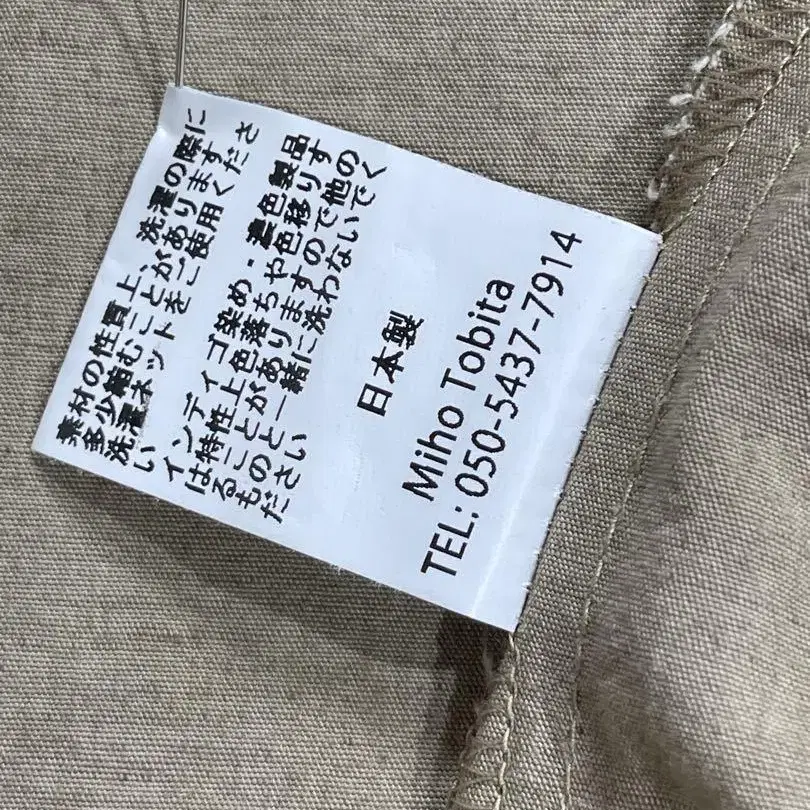 素材の性質上、洗濯の際に
多少縮むことがあります
洗濯ネットをご使用くださ
い
インディゴ染め・濃色製品
は特性上色落ちや色移りす
ることがありますので他の
ものと一緒に洗わないでく
ださい
日本製
Miho Tobita
TEL: 050-5437-7914